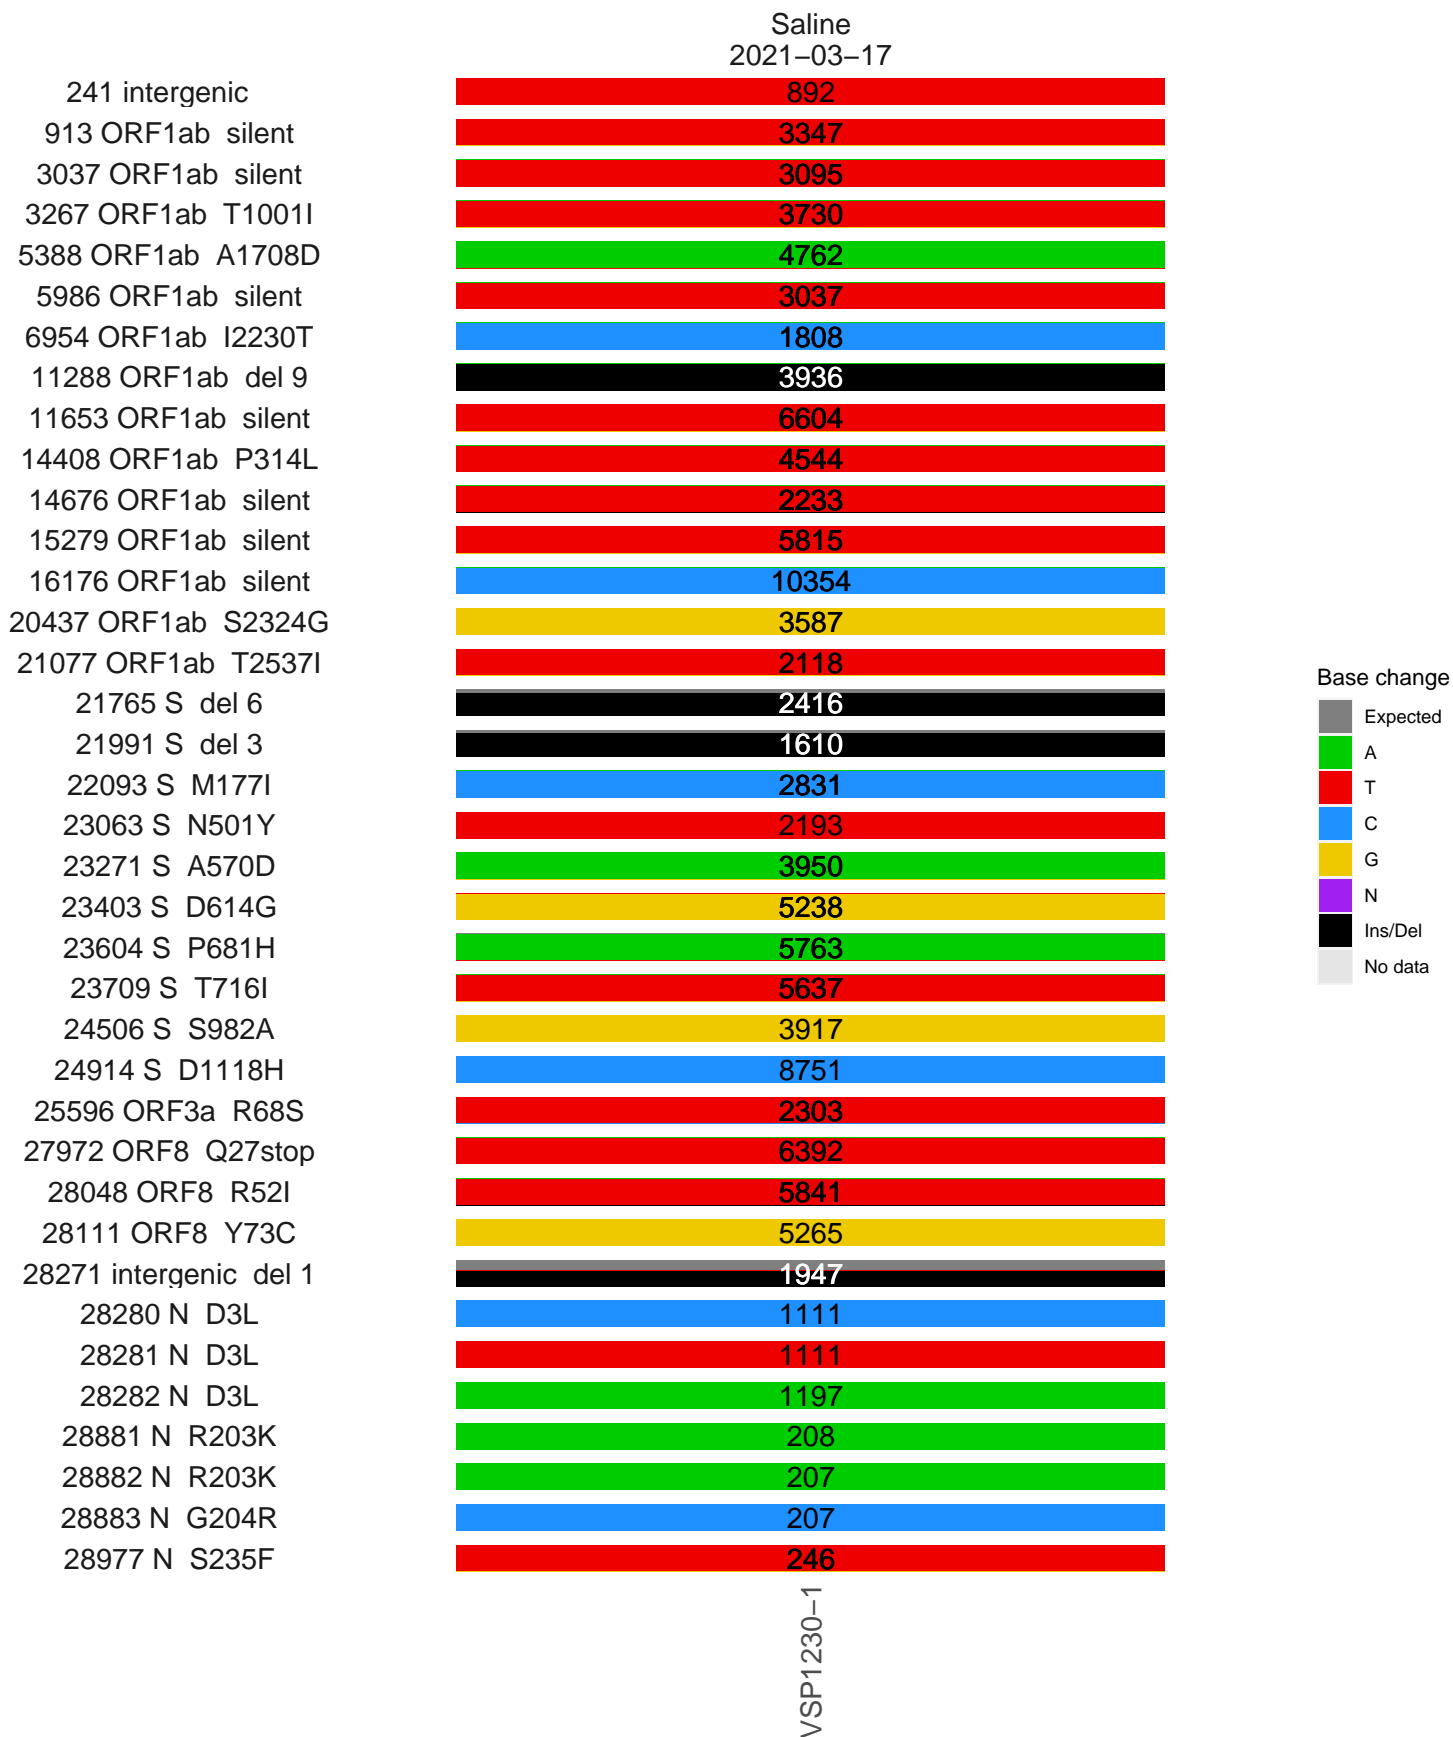 Saline
2021−03−17
241 intergenic 892
913 ORF1ab silent 3347
3037 ORF1ab silent 3095
3267 ORF1ab T1001I 3730
5388 ORF1ab A1708D 4762
5986 ORF1ab silent 3037
6954 ORF1ab I2230T 1808
11288 ORF1ab del 9 3936
11653 ORF1ab silent 6604
14408 ORF1ab P314L 4544
14676 ORF1ab silent 2233
15279 ORF1ab silent 5815
16176 ORF1ab silent 10354
20437 ORF1ab S2324G 3587
21077 ORF1ab T2537I 2118
21765 S del 6 2416
21991 S del 3 1610
22093 S M177I 2831
23063 S N501Y 2193
23271 S A570D 3950
23403 S D614G 5238
23604 S P681H 5763
23709 S T716I 5637
24506 S S982A 3917
24914 S D1118H 8751
25596 ORF3a R68S 2303
27972 ORF8 Q27stop 6392
28048 ORF8 R52I 5841
28111 ORF8 Y73C 5265
28271 intergenic del 1 1947
28280 N D3L 1111
28281 N D3L 1111
28282 N D3L 1197
28881 N R203K 208
28882 N R203K 207
28883 N G204R 207
28977 N S235F 246
VSP1230−1
Base change
Expected
A
T
C
G
N
Ins/Del
No data